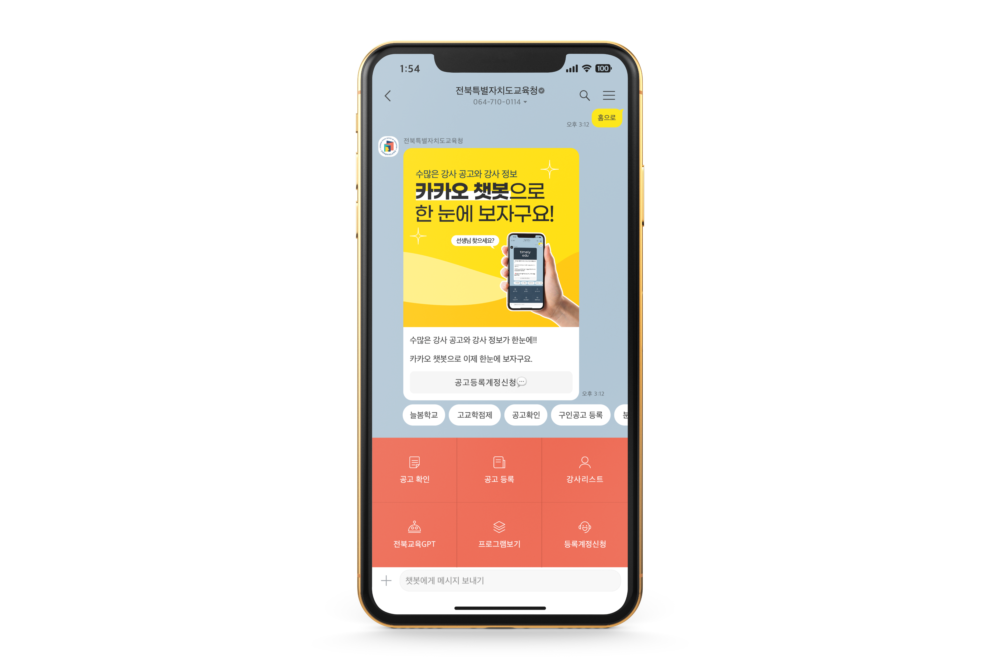 1:54
100
전북특별자치도교육청
064-710-0114
홈으로
오후 3:12
전북특별자치도교육청
수많은 강사 공고와 강사 정보
카카오 챗봇으로
한 눈에 보자구요!
선생님 찾으세요?
timely
edu
수많은 강사 공고와 강사 정보가 한눈에!!
카카오 챗봇으로 이제 한눈에 보자구요.
공고등록계정신청
오후 3:12
늘봄학교
고교학점제
공고확인
구인공고 등록
공고 확인
공고 등록
강사리스트
전북교육GPT
프로그램보기
등록계정신청
챗봇에게 메시지 보내기